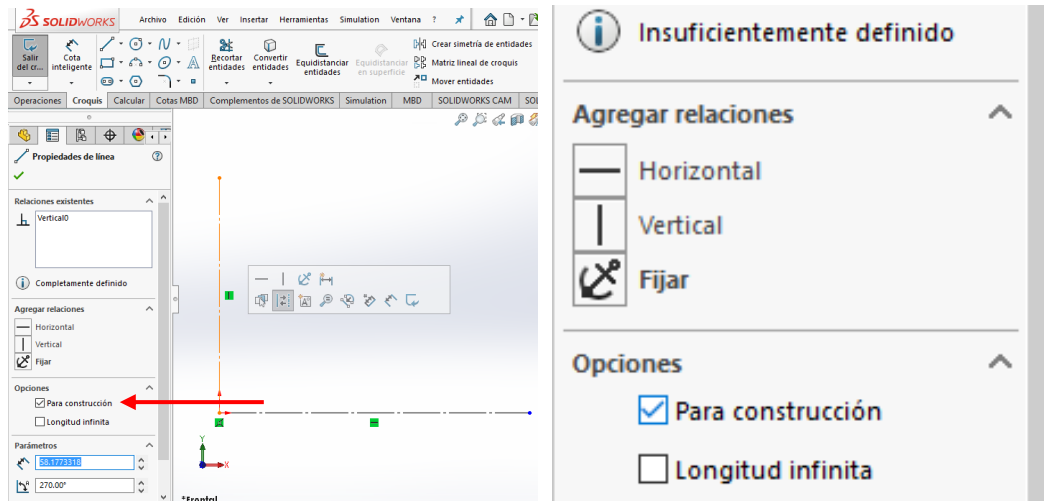 SOLIDWORKS Archivo Edición Ver Insertar Herramientas Simulation Ventana ?
Salir del cr...
Cota inteligente
Recortar entidades
Convertir entidades
Equidistanciar entidades
Equidistanciar en superficie
Crear simetría de entidades
Matriz lineal de croquis
Mover entidades
Operaciones Croquis Calcular Cotas MBD Complementos de SOLIDWORKS Simulation MBD SOLIDWORKS CAM SOL
Propiedades de línea
Relaciones existentes
Vertical0
Completamente definido
Agregar relaciones
Horizontal
Vertical
Fijar
Opciones
Para construcción
Longitud infinita
Parámetros
58.1773318
270.00°
Y
X
*Frontal
Insuficientemente definido
Agregar relaciones
Horizontal
Vertical
Fijar
Opciones
Para construcción
Longitud infinita